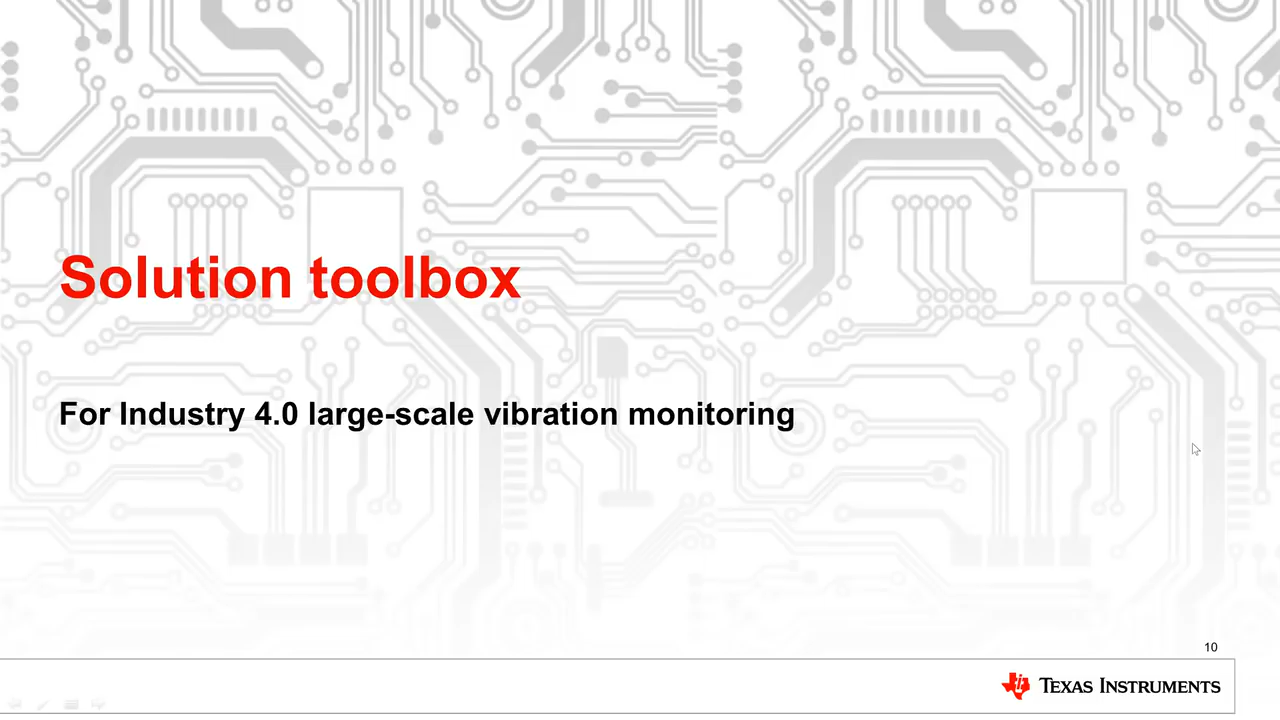 Solution toolbox
For Industry 4.0 large-scale vibration monitoring
10
TEXAS INSTRUMENTS